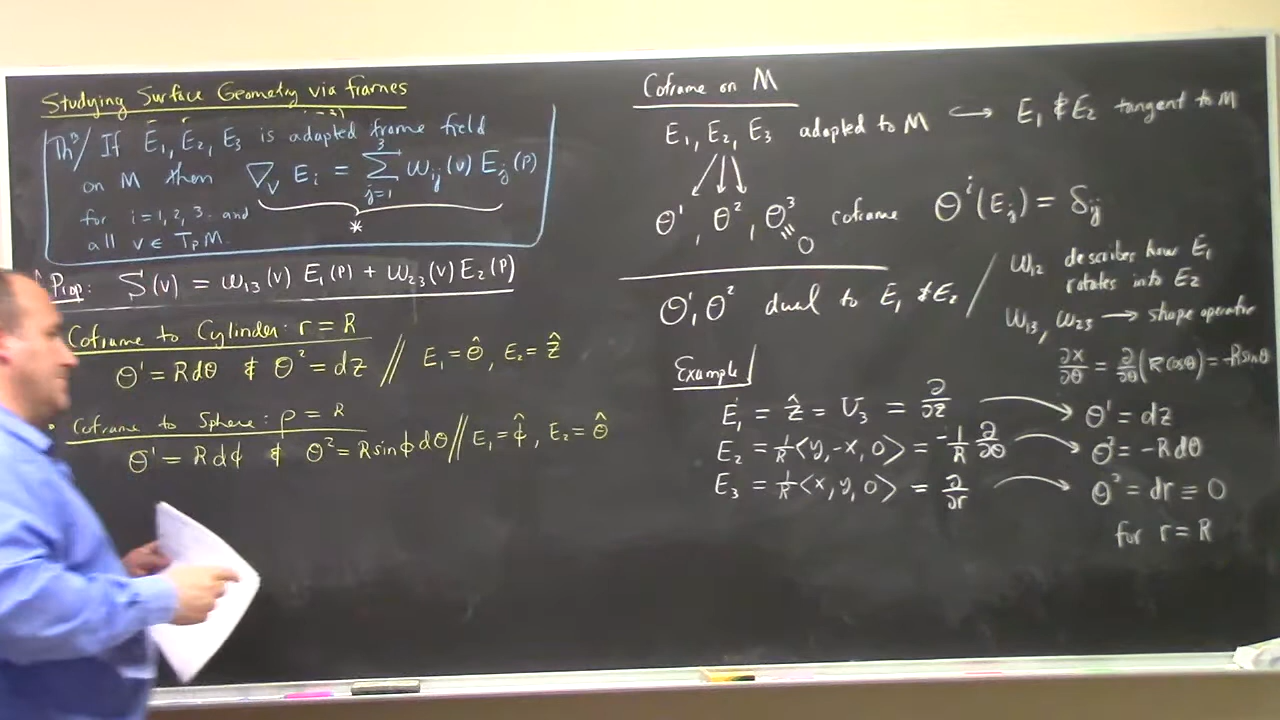 Studying Surface Geometry via frames
Thm/ If E₁, E₂, E₃ is adapted frame field
on M then ∇ᵥ Eᵢ = Σ_{j=1}^{3} ωᵢⱼ(v) Eⱼ(p)
for i = 1, 2, 3. and
*
all v ∈ TₚM.
Prop: S(v) = ω₁₃(v) E₁(p) + ω₂₃(v) E₂(p)
Coframe to Cylinder: r = R
θ¹ = Rdθ & θ² = dz // E₁ = θ̂, E₂ = ẑ
• Coframe to Sphere: ρ = R
θ¹ = R dϕ & θ² = R sinϕ dθ // E₁ = ϕ̂, E₂ = θ̂
Coframe on M
E₁, E₂, E₃ adapted to M ↪ E₁ & E₂ tangent to M
θ¹, θ², θ³ coframe θⁱ(Eⱼ) = δᵢⱼ
0
θ¹, θ² dual to E₁ & E₂ /
ω₁₂ describes how E₁
rotates into E₂
ω₁₃, ω₂₃ → shape operator
∂x/∂θ = ∂/∂θ (R cosθ) = -R sinθ
Example /
E₁ = ẑ = U₃ = ∂/∂z → θ¹ = dz
E₂ = 1/R <y, -x, 0> = -1/R ∂/∂θ → θ² = -R dθ
E₃ = 1/R <x, y, 0> = ∂/∂r → θ³ = dr ≡ 0
for r = R